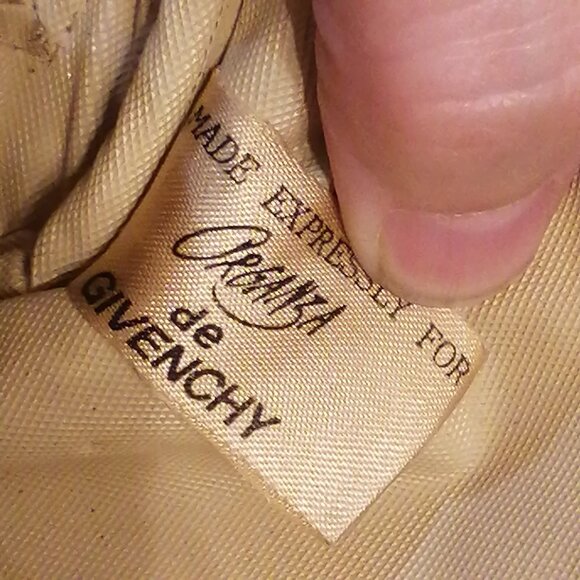 MADE EXPRESSLY FOR
ORGANZA
de
GIVENCHY